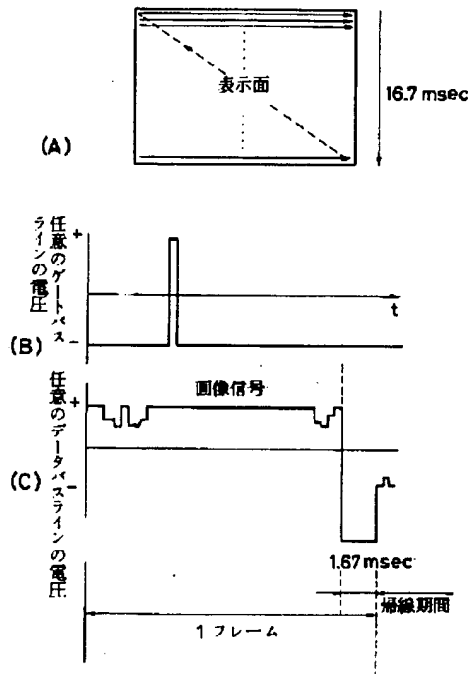 表示面
16.7 msec
(A)
任意のゲートバス
ラインの電圧
+
−
t
(B)
任意のデータバスラインの電圧
+
−
画像信号
(C)
1.67 msec
帰線期間
1 フレーム